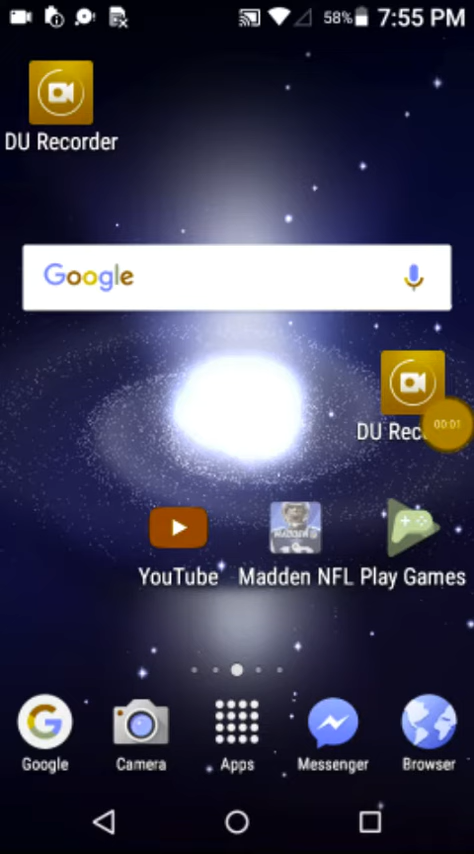 58% 7:55 PM
DU Recorder
Google
DU Rec
00:01
MADDEN
YouTube Madden NFL Play Games
Google Camera Apps Messenger Browser